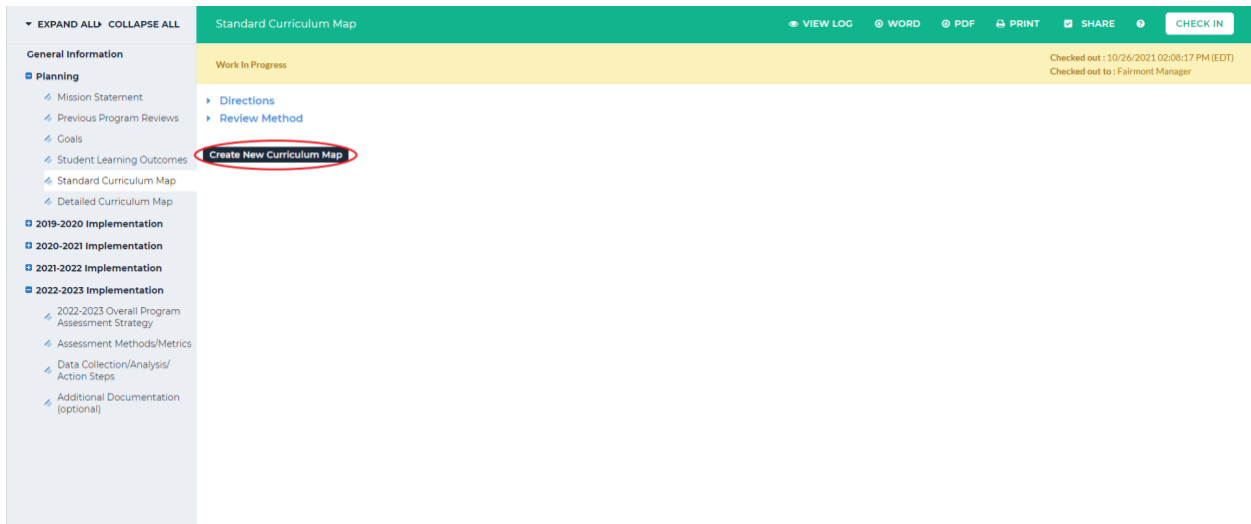 EXPAND ALL COLLAPSE ALL
Standard Curriculum Map
VIEW LOG WORD PDF PRINT SHARE ? CHECK IN
General Information
Planning
Mission Statement
Previous Program Reviews
Goals
Student Learning Outcomes
Standard Curriculum Map
Detailed Curriculum Map
2019-2020 Implementation
2020-2021 Implementation
2021-2022 Implementation
2022-2023 Implementation
2022-2023 Overall Program
Assessment Strategy
Assessment Methods/Metrics
Data Collection/Analysis/
Action Steps
Additional Documentation
(optional)
Work In Progress
Checked out : 10/26/2021 02:08:17 PM (EDT)
Checked out to : Fairmont Manager
Directions
Review Method
Create New Curriculum Map